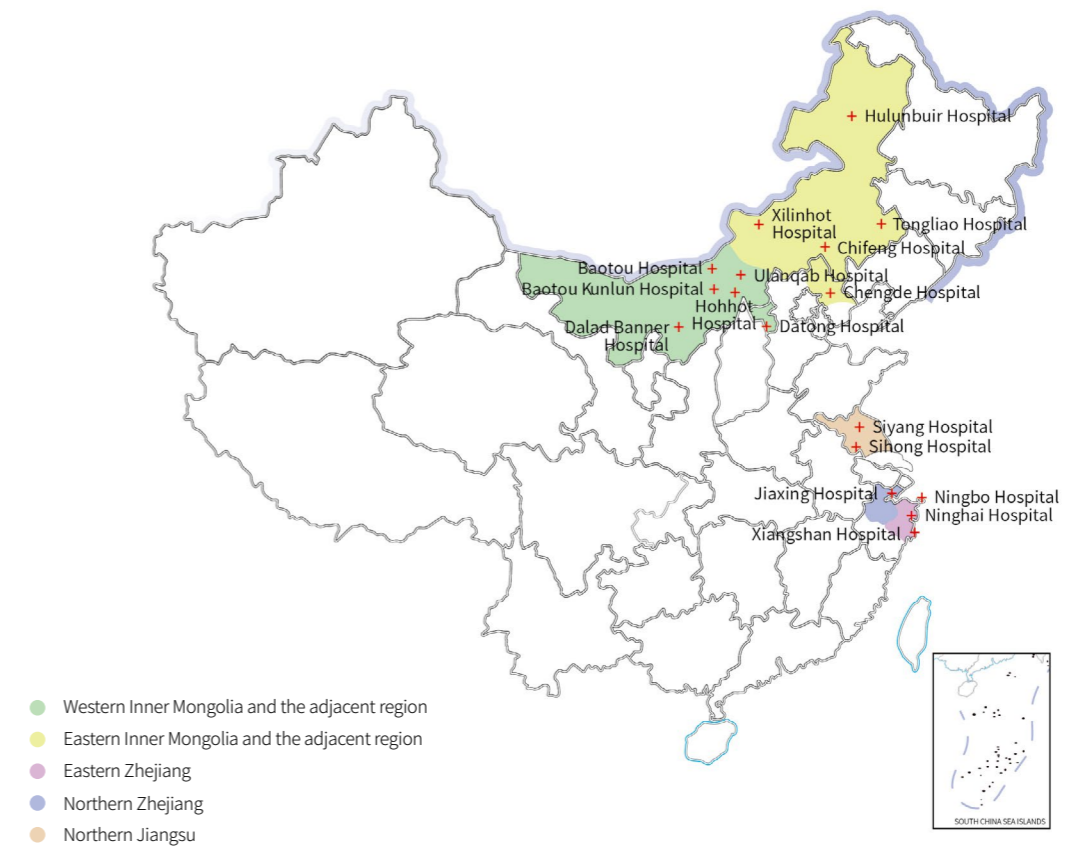 Hulunbuir Hospital
Xilinhot
Hospital
Tongliao Hospital
Chifeng Hospital
Baotou Hospital
Ulanqab Hospital
Baotou Kunlun Hospital
Chengde Hospital
Hohhot
Hospital
Dalad Banner
Hospital
Datong Hospital
Siyang Hospital
Sihong Hospital
Jiaxing Hospital
Ningbo Hospital
Ninghai Hospital
Xiangshan Hospital
Western Inner Mongolia and the adjacent region
Eastern Inner Mongolia and the adjacent region
Eastern Zhejiang
Northern Zhejiang
Northern Jiangsu
SOUTH CHINA SEA ISLANDS